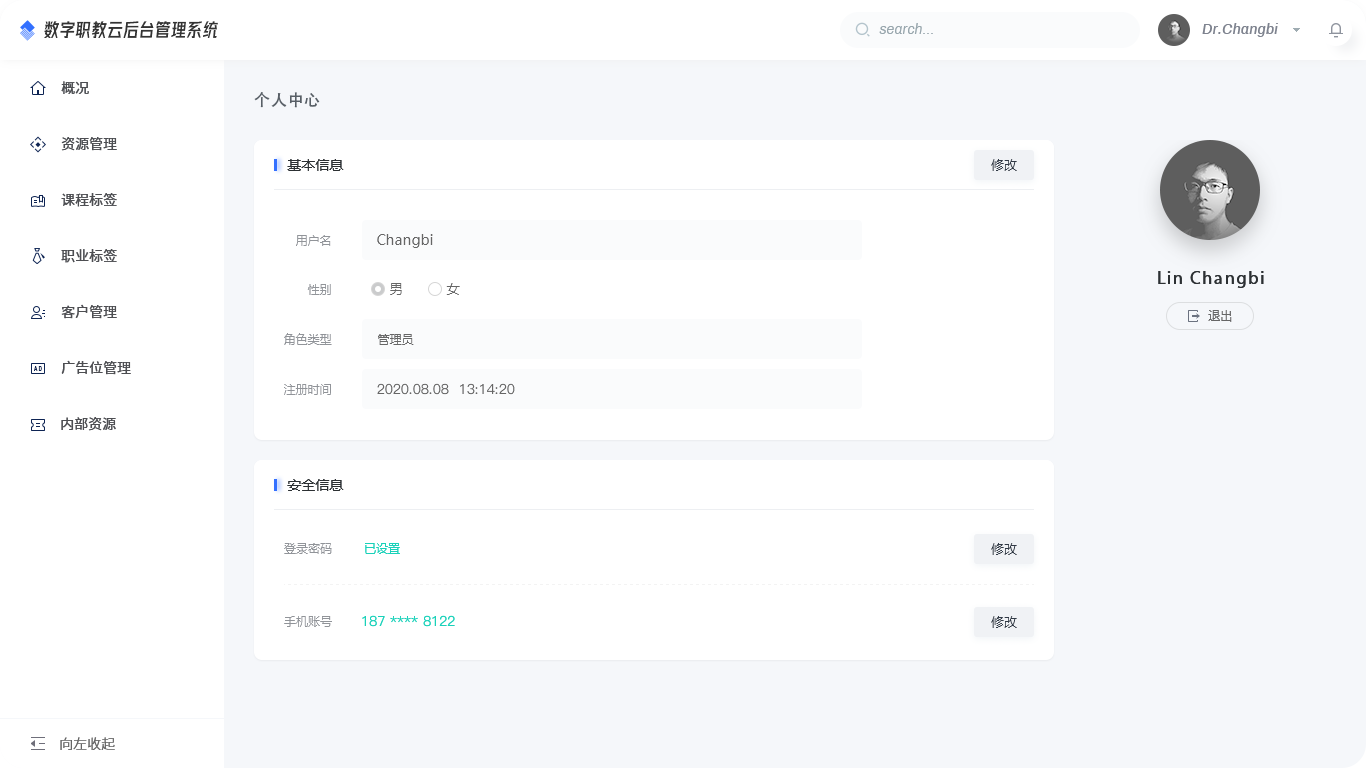 数字职教云后台管理系统
search...
Dr.Changbi
概况
资源管理
课程标签
职业标签
客户管理
AD 广告位管理
内部资源
向左收起
个人中心
基本信息
修改
用户名 Changbi
性别 男 女
角色类型 管理员
注册时间 2020.08.08 13:14:20
安全信息
登录密码 已设置 修改
手机账号 187 **** 8122 修改
Lin Changbi
退出